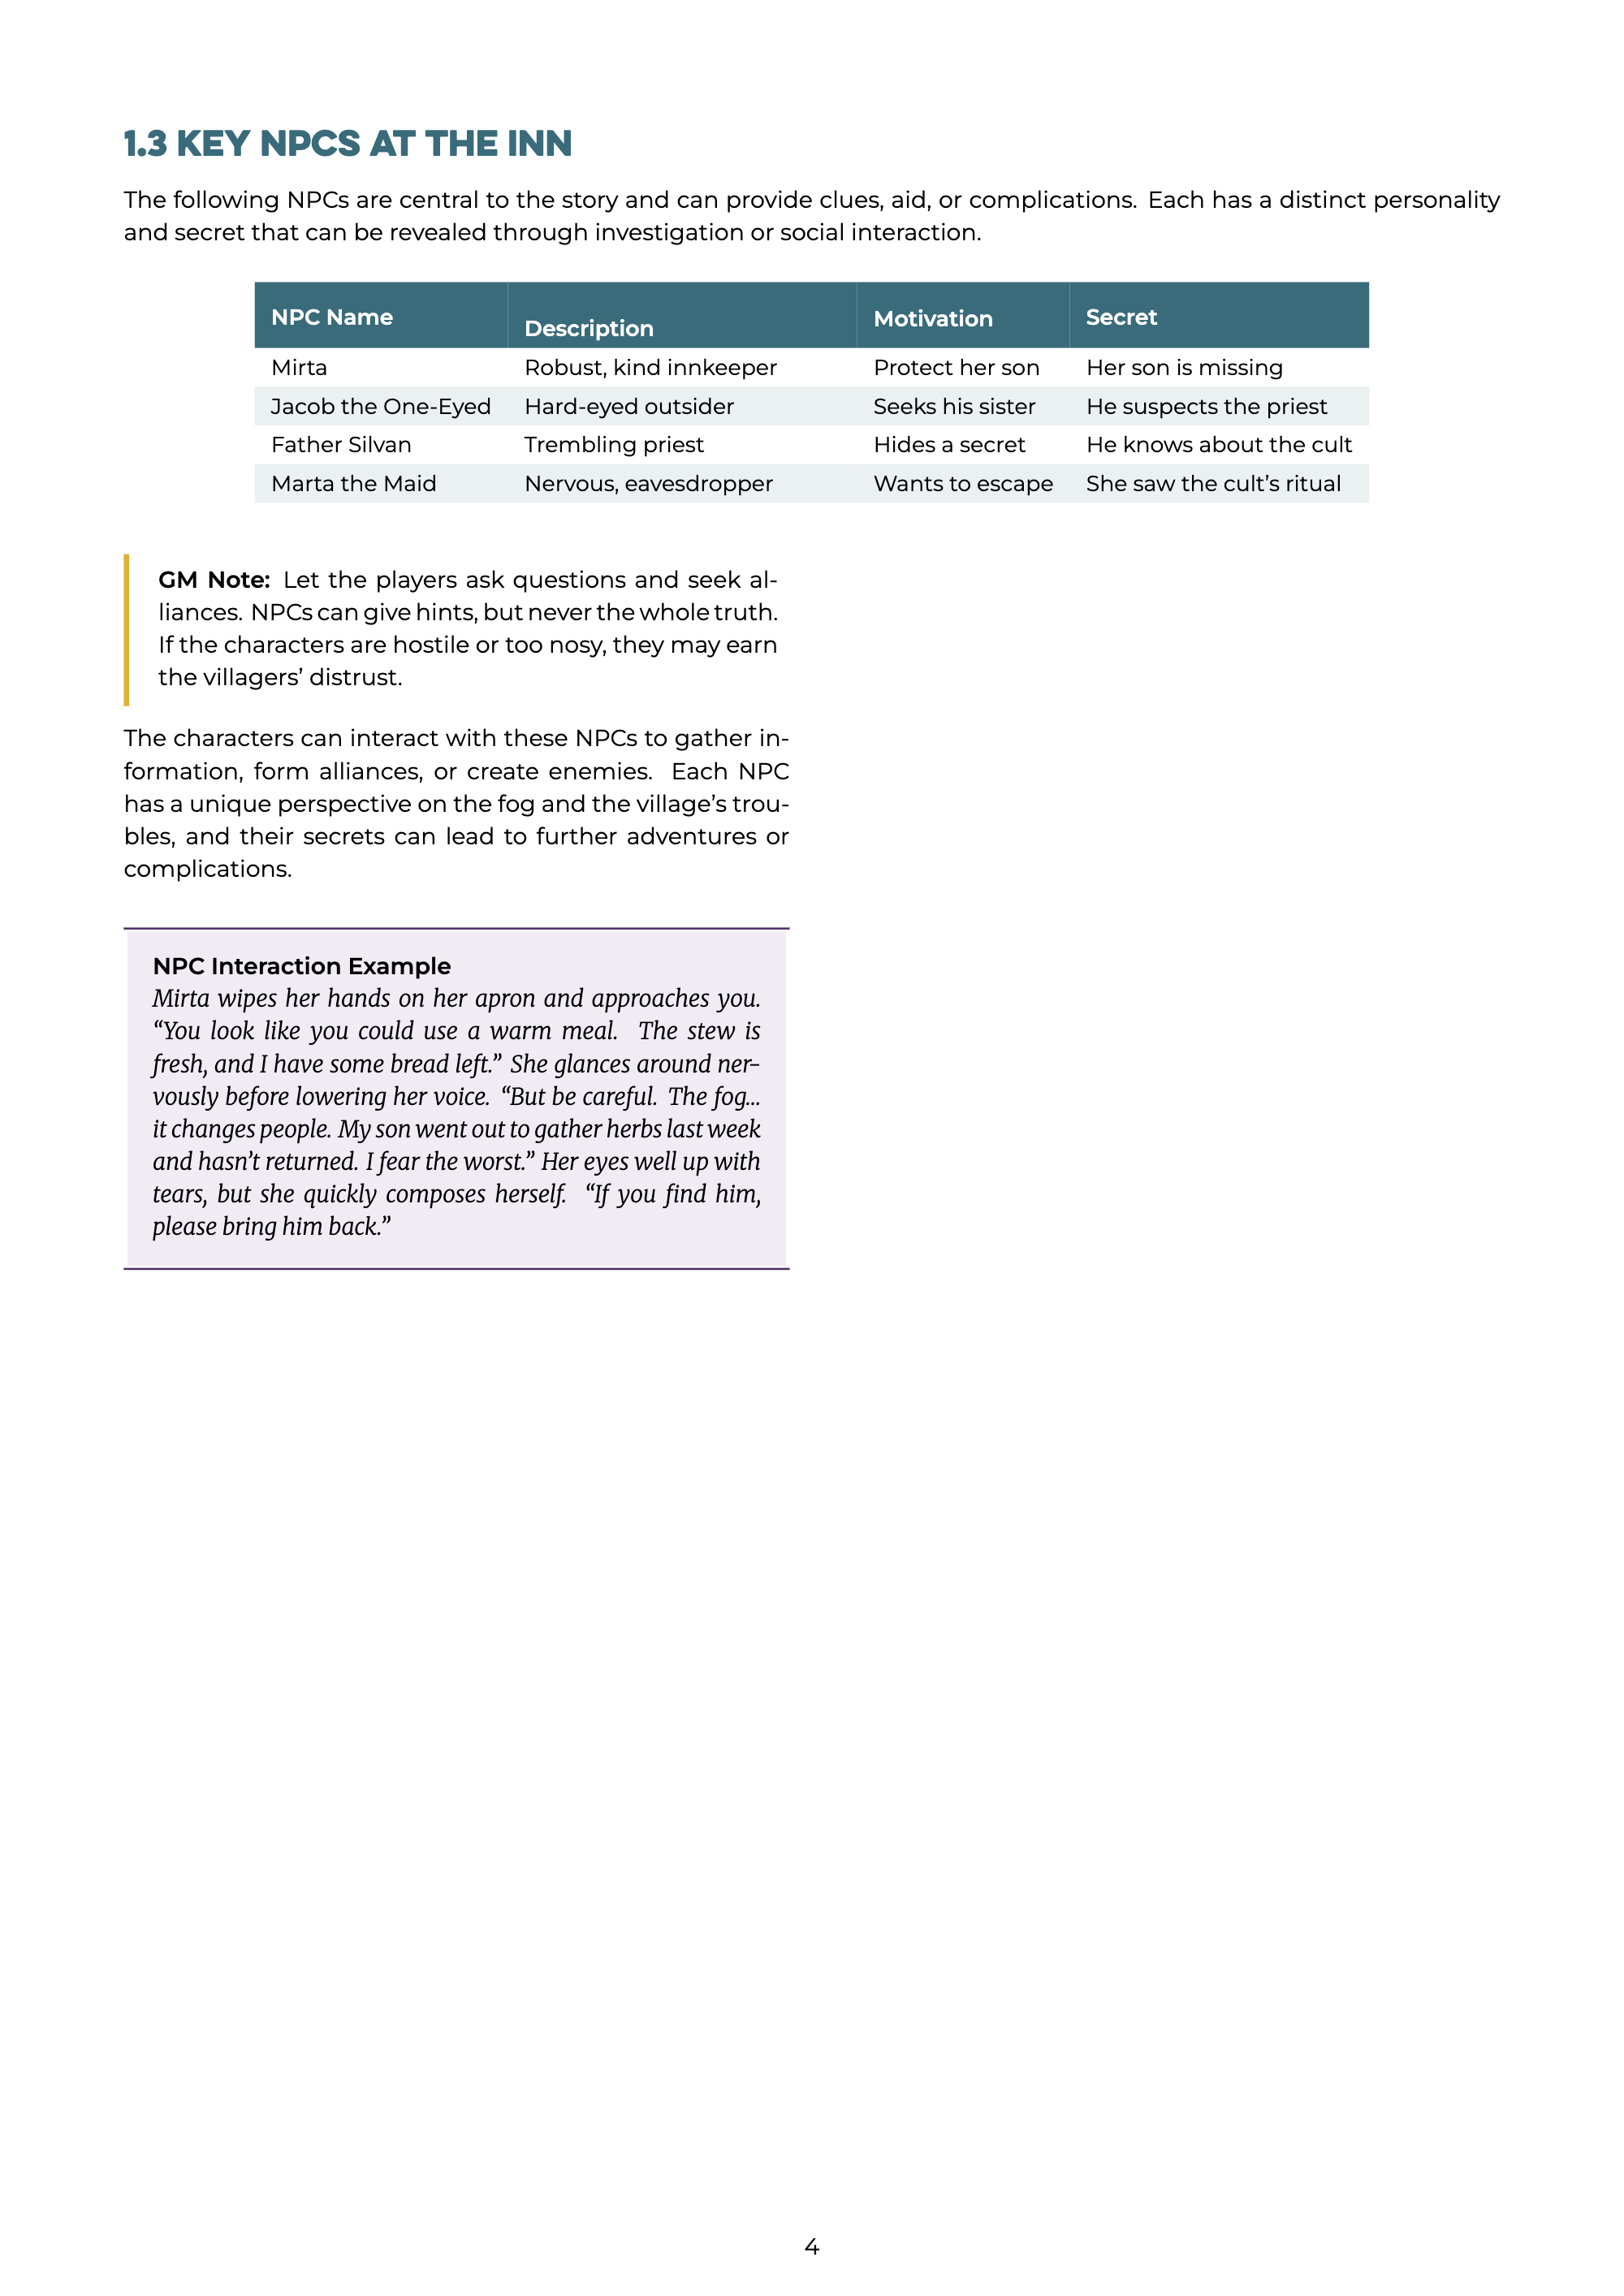 1.3 KEY NPCS AT THE INN
The following NPCs are central to the story and can provide clues, aid, or complications. Each has a distinct personality
and secret that can be revealed through investigation or social interaction.
NPC Name Description Motivation Secret
Mirta Robust, kind innkeeper Protect her son Her son is missing
Jacob the One-Eyed Hard-eyed outsider Seeks his sister He suspects the priest
Father Silvan Trembling priest Hides a secret He knows about the cult
Marta the Maid Nervous, eavesdropper Wants to escape She saw the cult’s ritual
GM Note: Let the players ask questions and seek al-
liances. NPCs can give hints, but never the whole truth.
If the characters are hostile or too nosy, they may earn
the villagers’ distrust.
The characters can interact with these NPCs to gather in-
formation, form alliances, or create enemies. Each NPC
has a unique perspective on the fog and the village’s trou-
bles, and their secrets can lead to further adventures or
complications.
NPC Interaction Example
Mirta wipes her hands on her apron and approaches you.
“You look like you could use a warm meal. The stew is
fresh, and I have some bread left.” She glances around ner-
vously before lowering her voice. “But be careful. The fog...
it changes people. My son went out to gather herbs last week
and hasn’t returned. I fear the worst.” Her eyes well up with
tears, but she quickly composes herself. “If you find him,
please bring him back.”
4